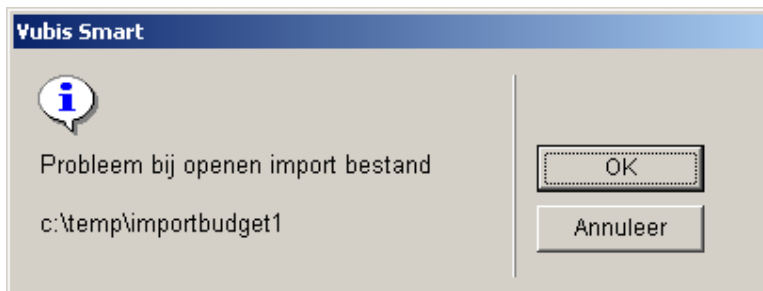 Vubis Smart
Probleem bij openen import bestand
c:\temp\importbudget1
OK
Annuleer